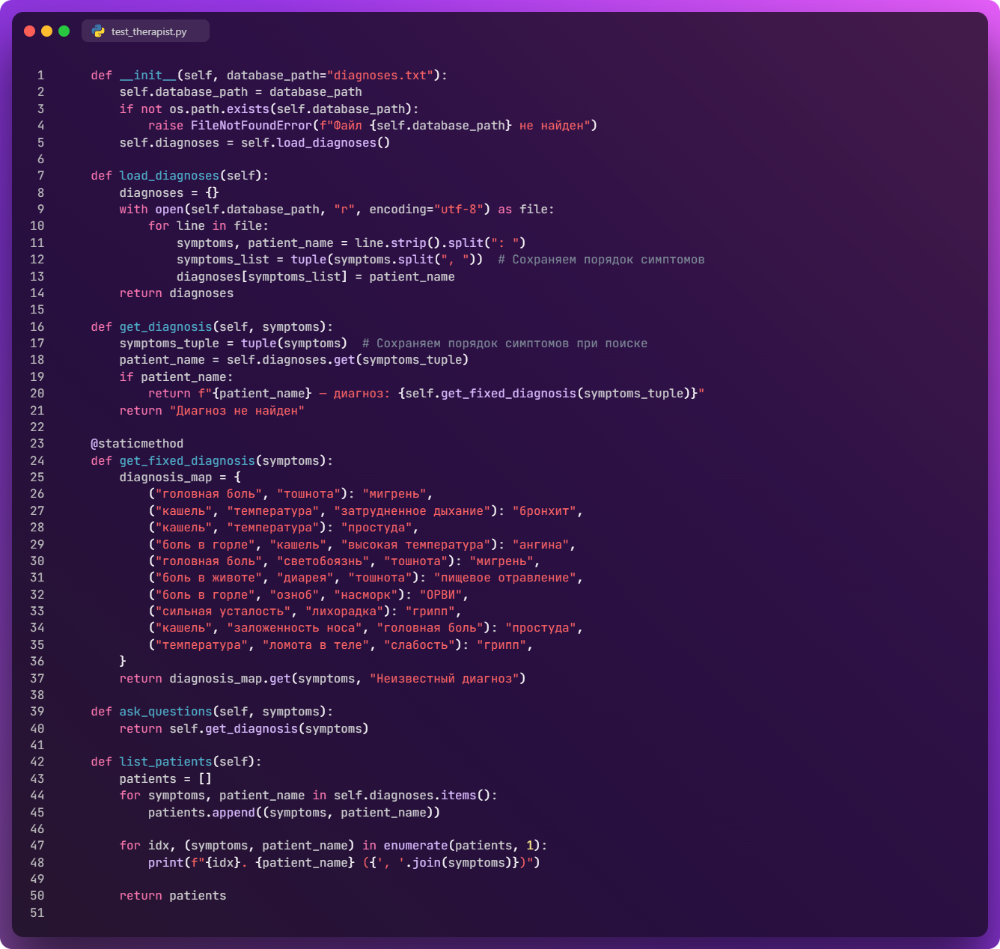 test_therapist.py
1 def __init__(self, database_path="diagnoses.txt"):
2 self.database_path = database_path
3 if not os.path.exists(self.database_path):
4 raise FileNotFoundError(f"Файл {self.database_path} не найден")
5 self.diagnoses = self.load_diagnoses()
6
7 def load_diagnoses(self):
8 diagnoses = {}
9 with open(self.database_path, "r", encoding="utf-8") as file:
10 for line in file:
11 symptoms, patient_name = line.strip().split(": ")
12 symptoms_list = tuple(symptoms.split(", "))  # Сохраняем порядок симптомов
13 diagnoses[symptoms_list] = patient_name
14 return diagnoses
15
16 def get_diagnosis(self, symptoms):
17 symptoms_tuple = tuple(symptoms)  # Сохраняем порядок симптомов при поиске
18 patient_name = self.diagnoses.get(symptoms_tuple)
19 if patient_name:
20 return f"{patient_name} — диагноз: {self.get_fixed_diagnosis(symptoms_tuple)}"
21 return "Диагноз не найден"
22
23 @staticmethod
24 def get_fixed_diagnosis(symptoms):
25 diagnosis_map = {
26 ("головная боль", "тошнота"): "мигрень",
27 ("кашель", "температура", "затрудненное дыхание"): "бронхит",
28 ("кашель", "температура"): "простуда",
29 ("боль в горле", "кашель", "высокая температура"): "ангина",
30 ("головная боль", "светобоязнь", "тошнота"): "мигрень",
31 ("боль в животе", "диарея", "тошнота"): "пищевое отравление",
32 ("боль в горле", "озноб", "насморк"): "ОРВИ",
33 ("сильная усталость", "лихорадка"): "грипп",
34 ("кашель", "заложенность носа", "головная боль"): "простуда",
35 ("температура", "ломота в теле", "слабость"): "грипп",
36 }
37 return diagnosis_map.get(symptoms, "Неизвестный диагноз")
38
39 def ask_questions(self, symptoms):
40 return self.get_diagnosis(symptoms)
41
42 def list_patients(self):
43 patients = []
44 for symptoms, patient_name in self.diagnoses.items():
45 patients.append((symptoms, patient_name))
46
47 for idx, (symptoms, patient_name) in enumerate(patients, 1):
48 print(f"{idx}. {patient_name} ({', '.join(symptoms)})")
49
50 return patients
51